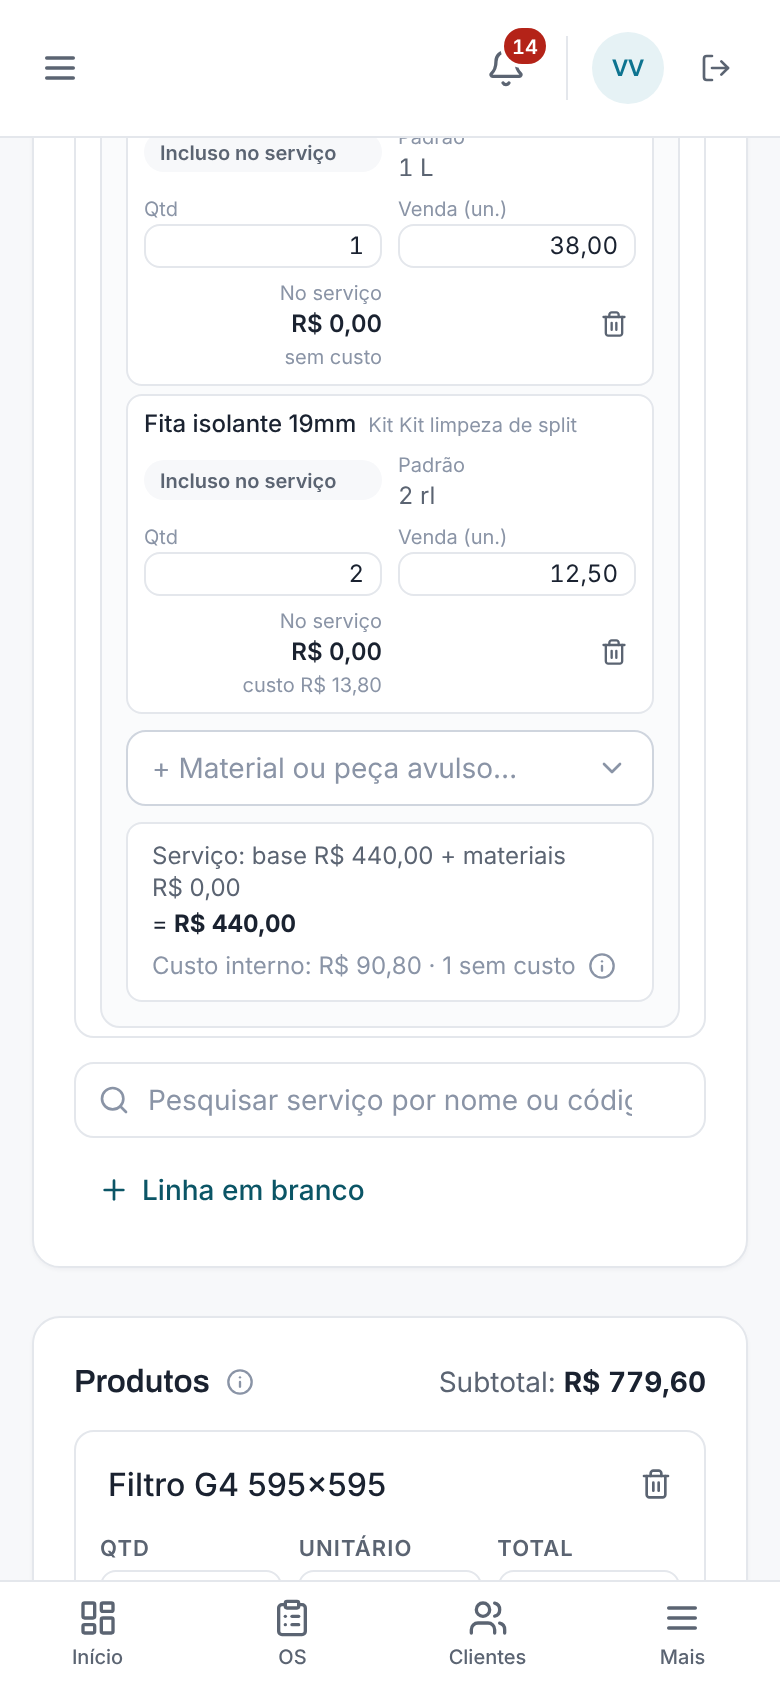 14
VV
Incluso no serviço
Padrão
1 L
Qtd
Venda (un.)
1
38,00
No serviço
R$ 0,00
sem custo
Fita isolante 19mm Kit Kit limpeza de split
Incluso no serviço
Padrão
2 rl
Qtd
Venda (un.)
2
12,50
No serviço
R$ 0,00
custo R$ 13,80
+ Material ou peça avulso...
Serviço: base R$ 440,00 + materiais
R$ 0,00
= R$ 440,00
Custo interno: R$ 90,80 · 1 sem custo
Pesquisar serviço por nome ou códig
+ Linha em branco
Produtos
Subtotal: R$ 779,60
Filtro G4 595×595
QTD
UNITÁRIO
TOTAL
Início
OS
Clientes
Mais